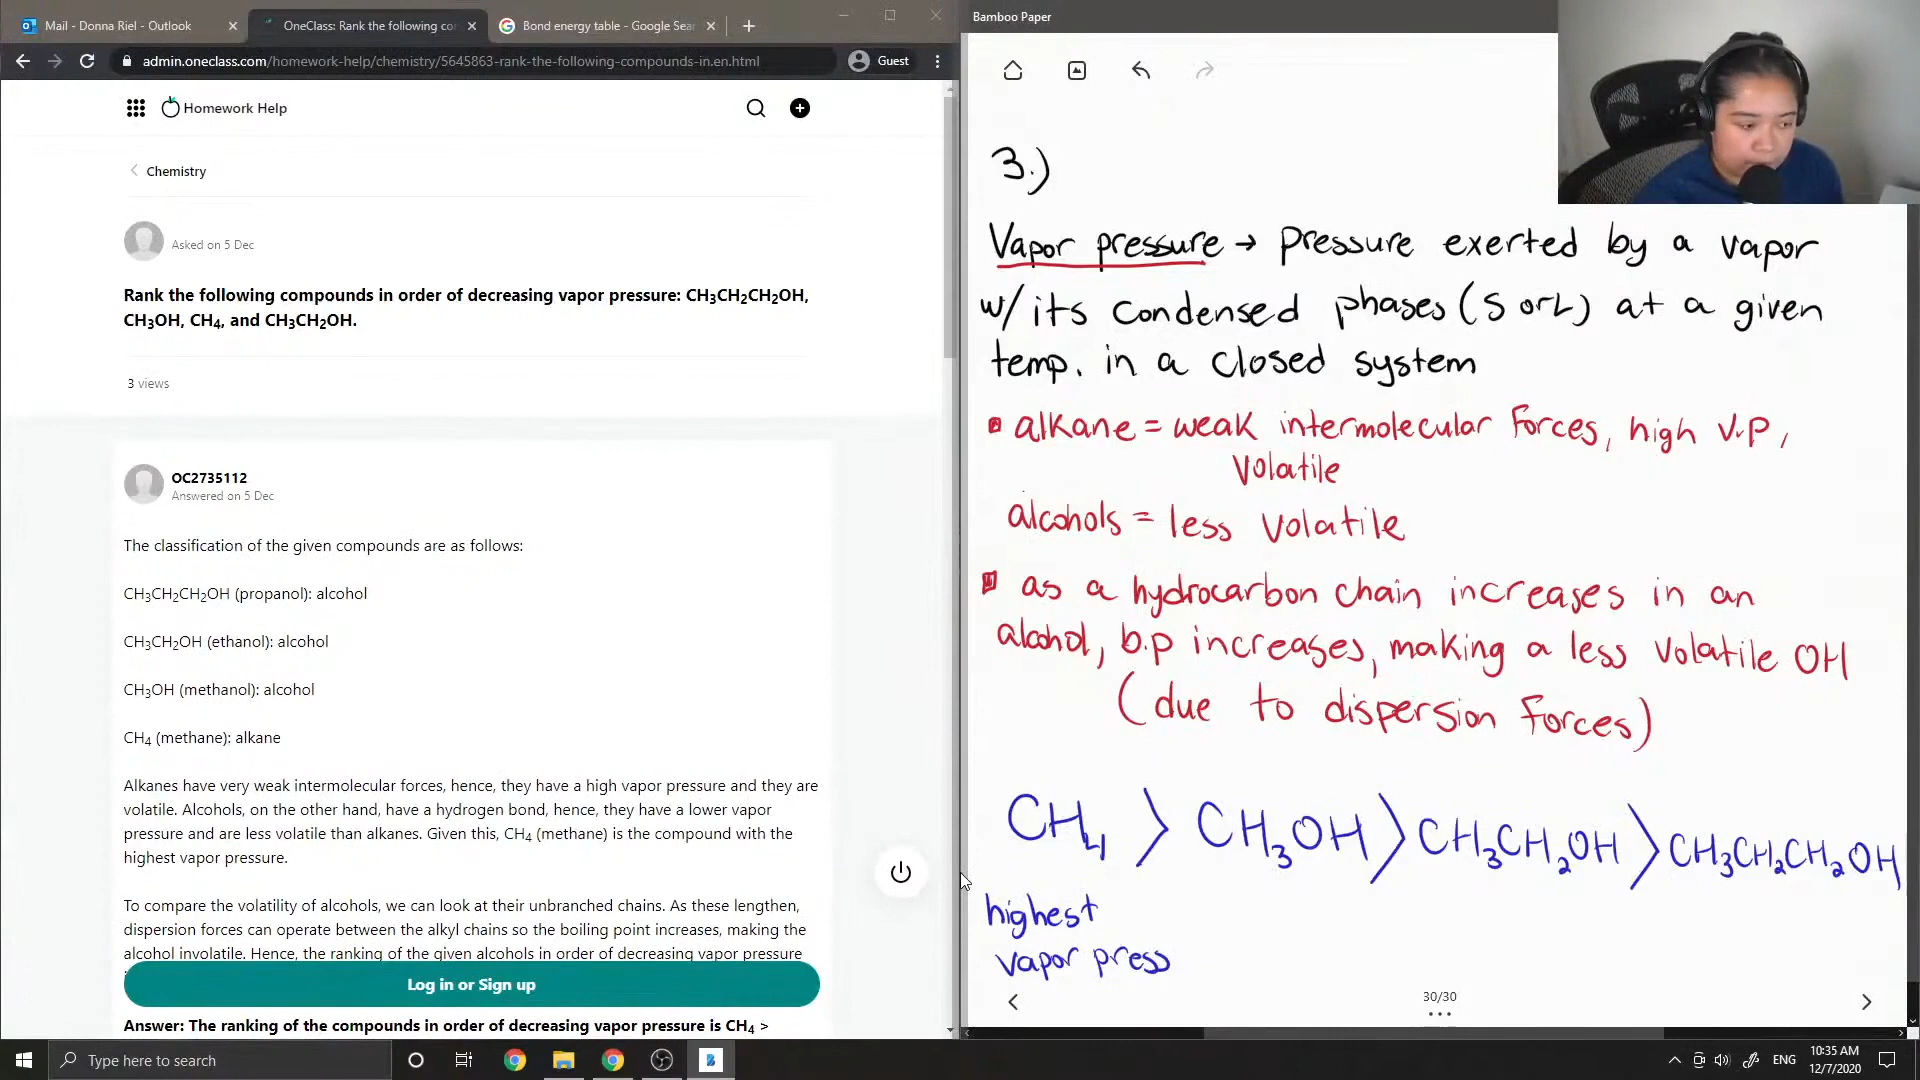 Mail - Donna Riel - Outlook
OneClass: Rank the following co
Bond energy table - Google Sear
admin.oneclass.com/homework-help/chemistry/5645863-rank-the-following-compounds-in.en.html
Guest
Homework Help
Chemistry
Asked on 5 Dec
Rank the following compounds in order of decreasing vapor pressure: CH₃CH₂CH₂OH,
CH₃OH, CH₄, and CH₃CH₂OH.
3 views
OC2735112
Answered on 5 Dec
The classification of the given compounds are as follows:
CH₃CH₂CH₂OH (propanol): alcohol
CH₃CH₂OH (ethanol): alcohol
CH₃OH (methanol): alcohol
CH₄ (methane): alkane
Alkanes have very weak intermolecular forces, hence, they have a high vapor pressure and they are
volatile. Alcohols, on the other hand, have a hydrogen bond, hence, they have a lower vapor
pressure and are less volatile than alkanes. Given this, CH₄ (methane) is the compound with the
highest vapor pressure.
To compare the volatility of alcohols, we can look at their unbranched chains. As these lengthen,
dispersion forces can operate between the alkyl chains so the boiling point increases, making the
alcohol involatile. Hence, the ranking of the given alcohols in order of decreasing vapor pressure
Log in or Sign up
Answer: The ranking of the compounds in order of decreasing vapor pressure is CH₄ >
Bamboo Paper
3.)
Vapor pressure → pressure exerted by a vapor
w/ its condensed phases (S or L) at a given
temp. in a closed system
alkane = weak intermolecular forces, high v.p,
volatile
alcohols = less volatile
as a hydrocarbon chain increases in an
alcohol, b.p increases, making a less volatile OH
(due to dispersion forces)
CH₄ > CH₃OH > CH₃CH₂OH > CH₃CH₂CH₂OH
highest
vapor press
30/30
Type here to search
ENG
10:35 AM
12/7/2020